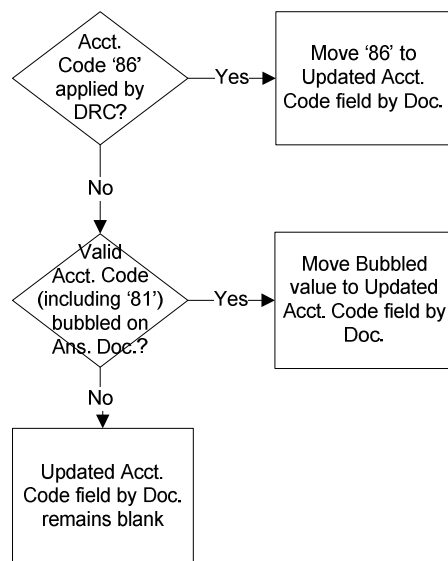 Acct.
Code ‘86’
applied by
DRC?
Yes
Move ‘86’ to
Updated Acct.
Code field by Doc.
No
Valid
Acct. Code
(including ‘81’)
bubbled on
Ans. Doc.?
Yes
Move Bubbled
value to Updated
Acct. Code field by
Doc.
No
Updated Acct.
Code field by Doc.
remains blank